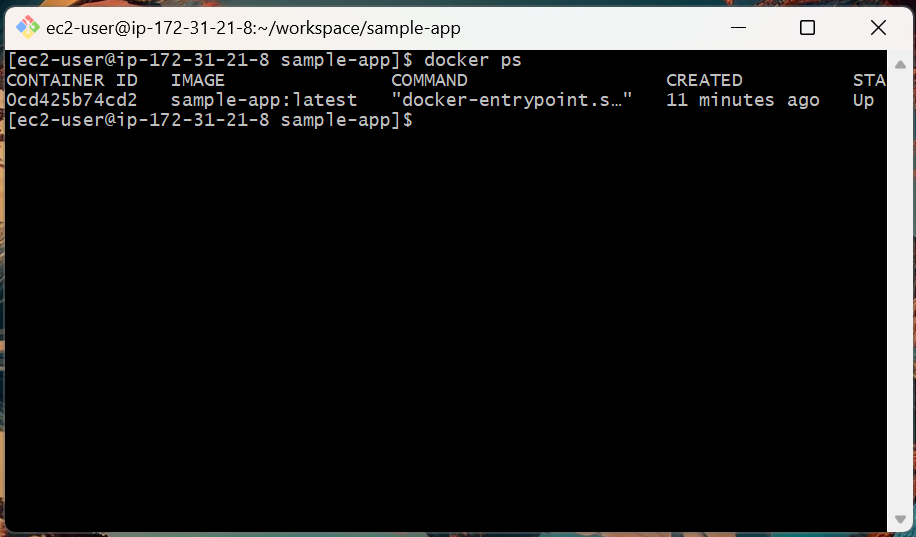 ec2-user@ip-172-31-21-8:~/workspace/sample-app
[ec2-user@ip-172-31-21-8 sample-app]$ docker ps
CONTAINER ID   IMAGE               COMMAND                  CREATED          STA
0cd425b74cd2   sample-app:latest   "docker-entrypoint.s…"   11 minutes ago   Up
[ec2-user@ip-172-31-21-8 sample-app]$